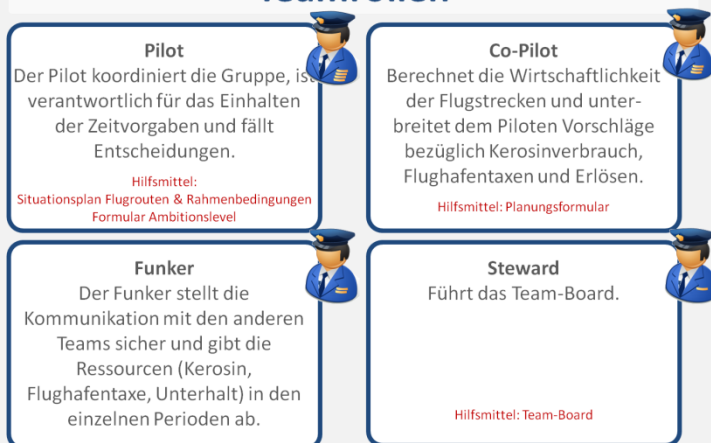 Pilot
Der Pilot koordiniert die Gruppe, ist
verantwortlich für das Einhalten
der Zeitvorgaben und fällt
Entscheidungen.
Hilfsmittel:
Situationsplan Flugrouten & Rahmenbedingungen
Formular Ambitionslevel
Co-Pilot
Berechnet die Wirtschaftlichkeit
der Flugstrecken und unter-
breitet dem Piloten Vorschläge
bezüglich Kerosinverbrauch,
Flughafentaxen und Erlösen.
Hilfsmittel: Planungsformular
Funker
Der Funker stellt die
Kommunikation mit den anderen
Teams sicher und gibt die
Ressourcen (Kerosin,
Flughafentaxe, Unterhalt) in den
einzelnen Perioden ab.
Steward
Führt das Team-Board.
Hilfsmittel: Team-Board